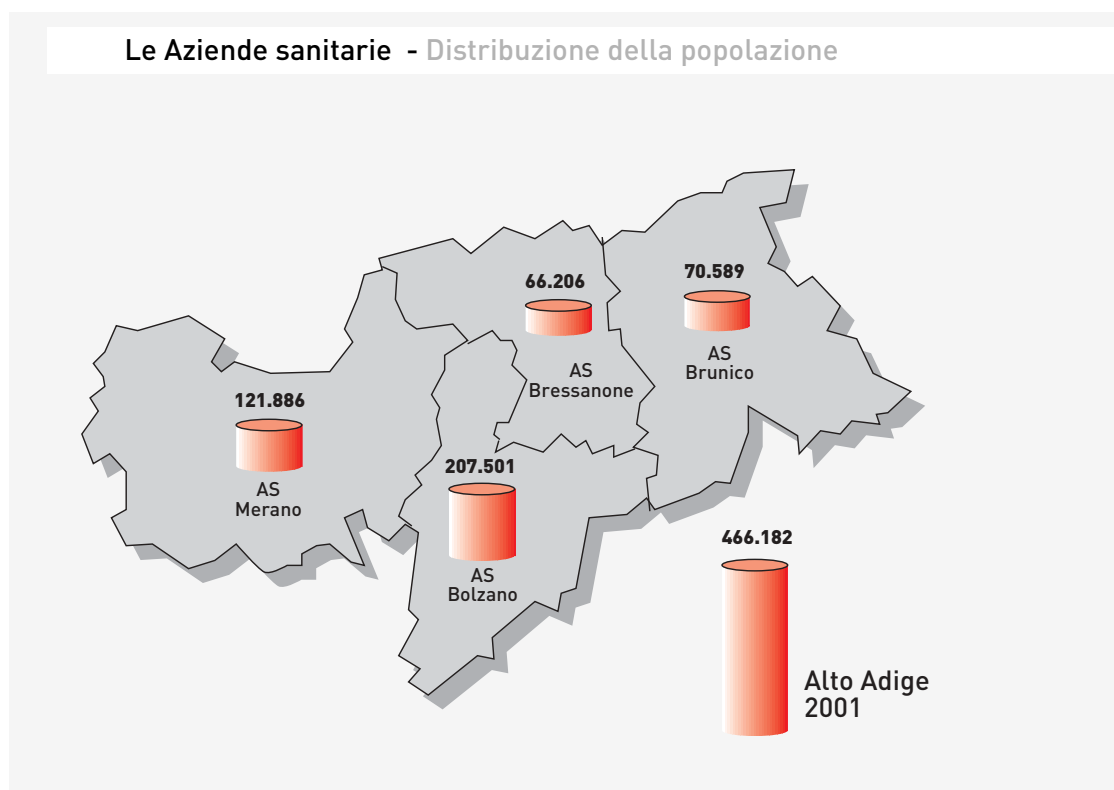 Le Aziende sanitarie - Distribuzione della popolazione
66.206
AS
Bressanone
70.589
AS
Brunico
121.886
AS
Merano
207.501
AS
Bolzano
466.182
Alto Adige
2001